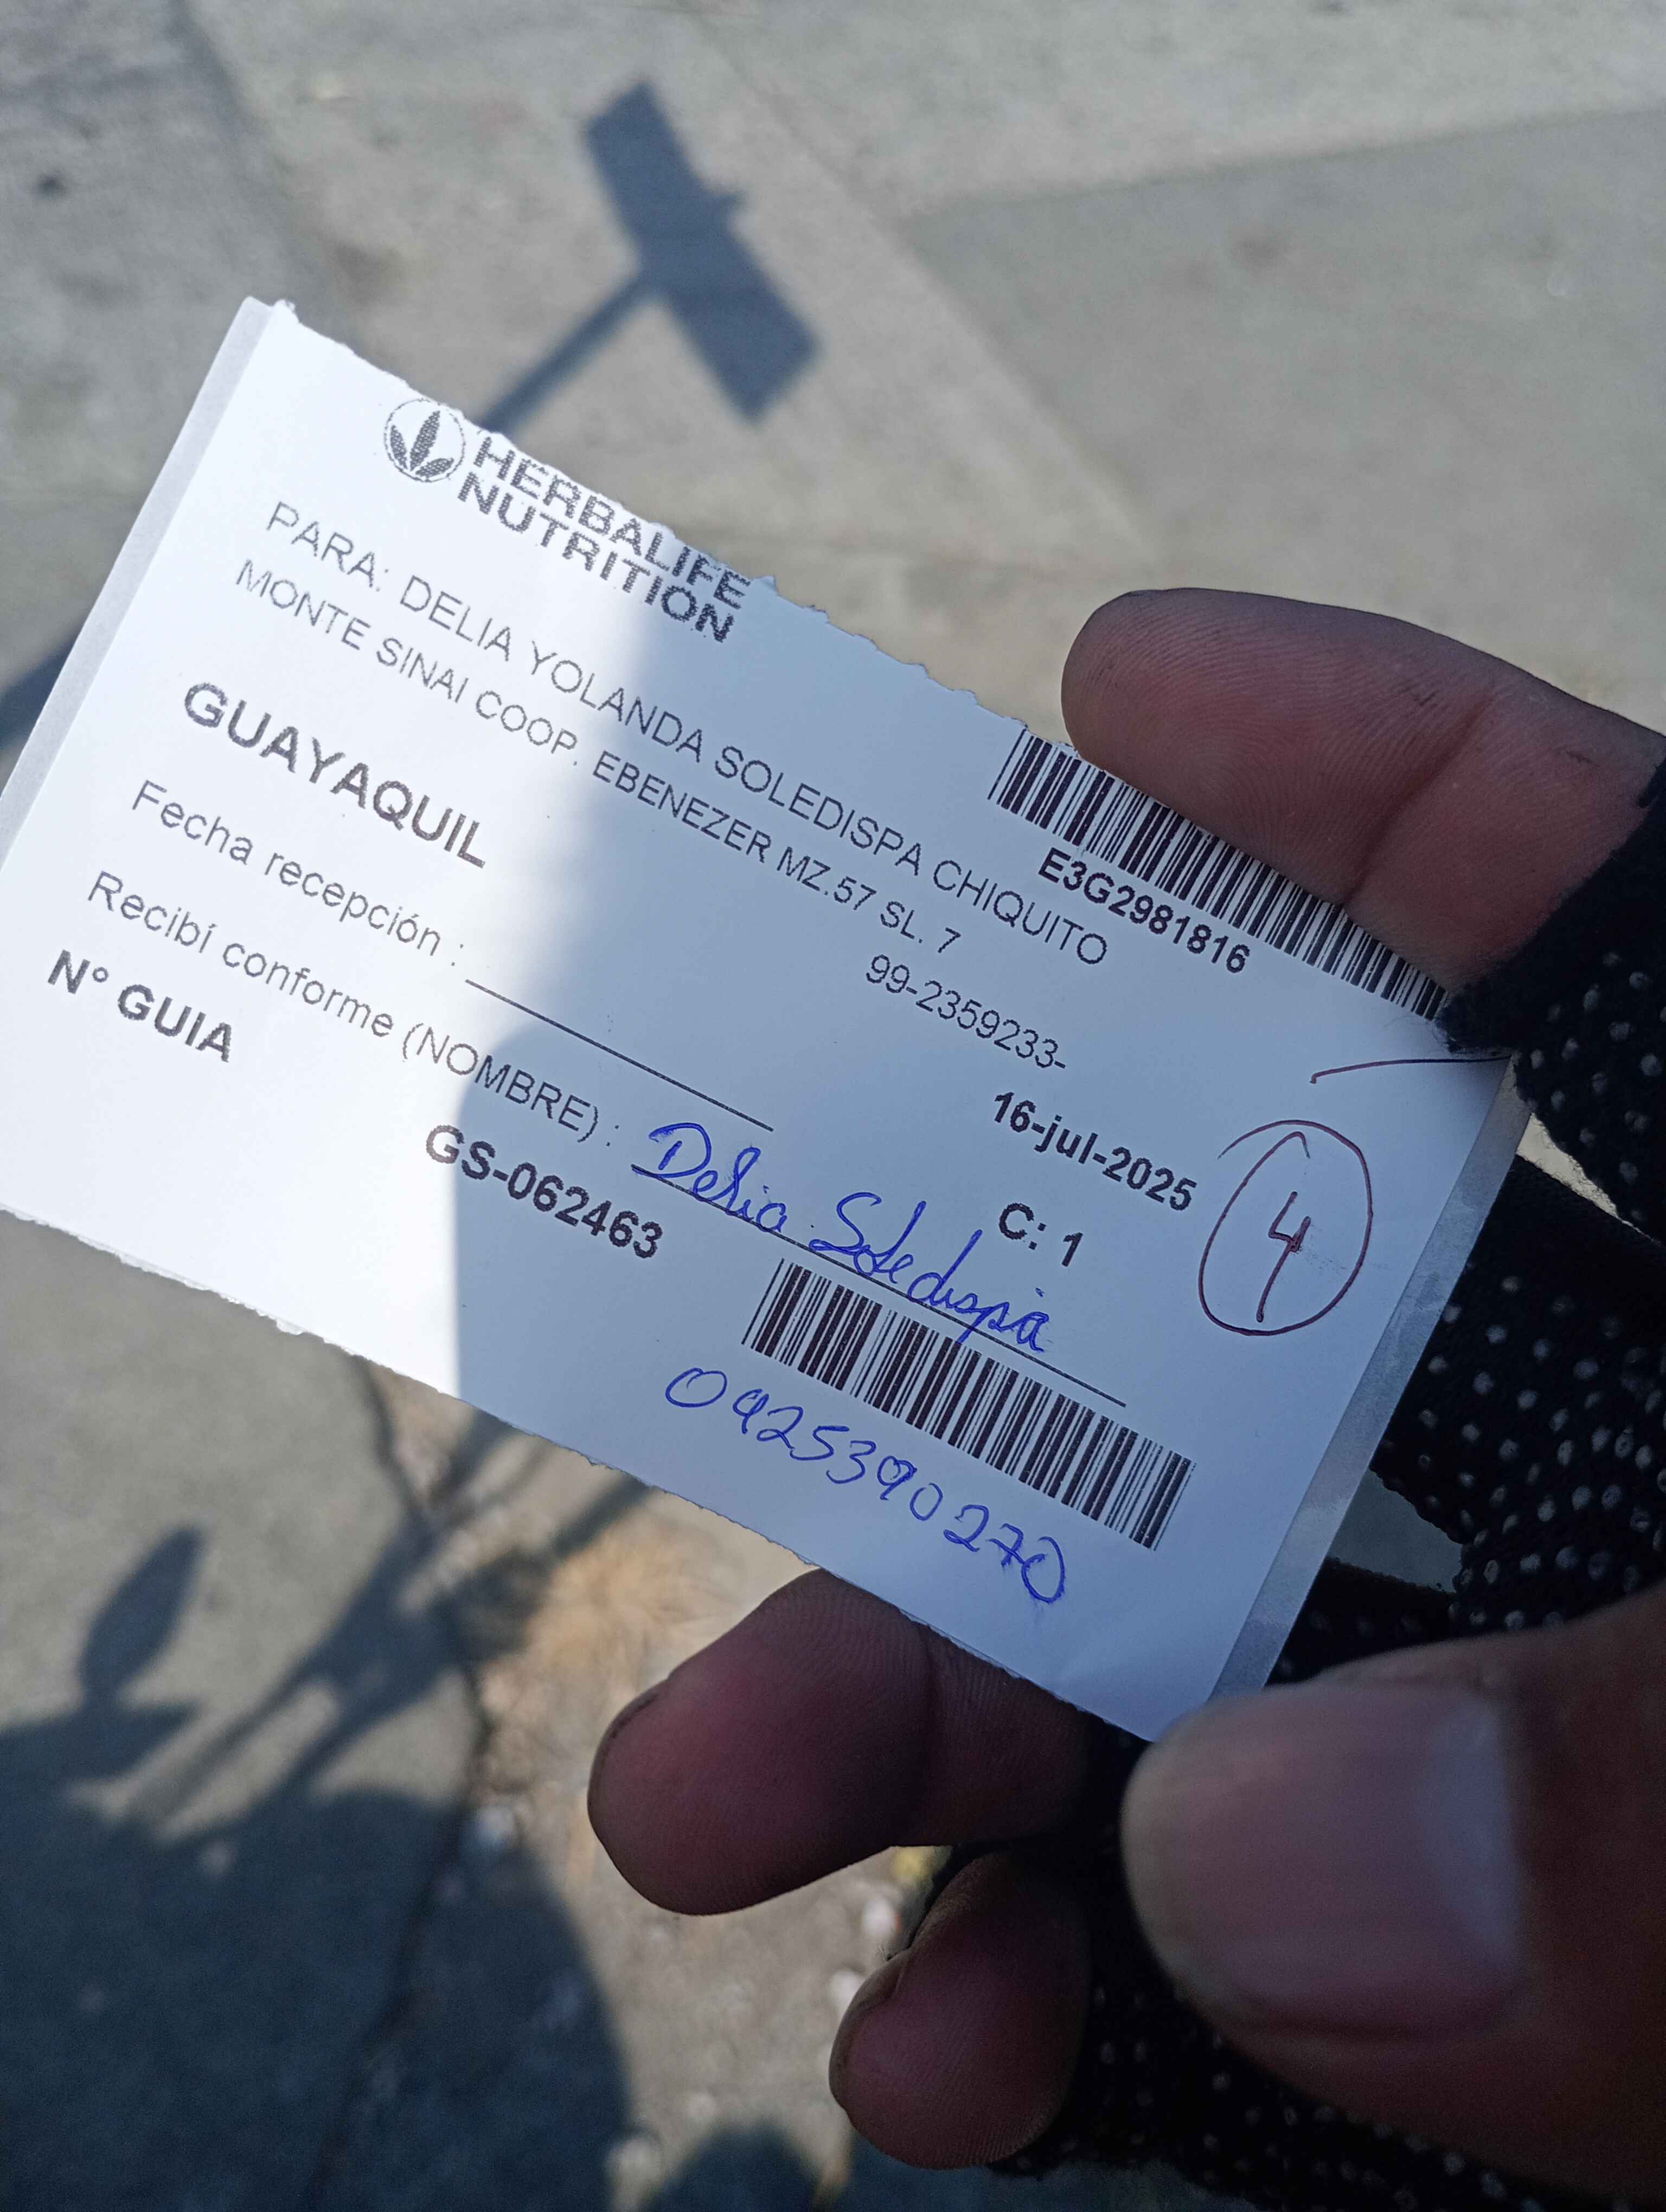 HERBALIFE
NUTRITION
E3G2981816
PARA: DELIA YOLANDA SOLEDISPA CHIQUITO
MONTE SINAI COOP. EBENEZER MZ.57 SL. 7
99-2359233-
GUAYAQUIL
16-jul-2025
Fecha recepción :
C: 1
4
Recibí conforme (NOMBRE) : Delia Soledispa
N° GUIA
GS-062463
0925390270